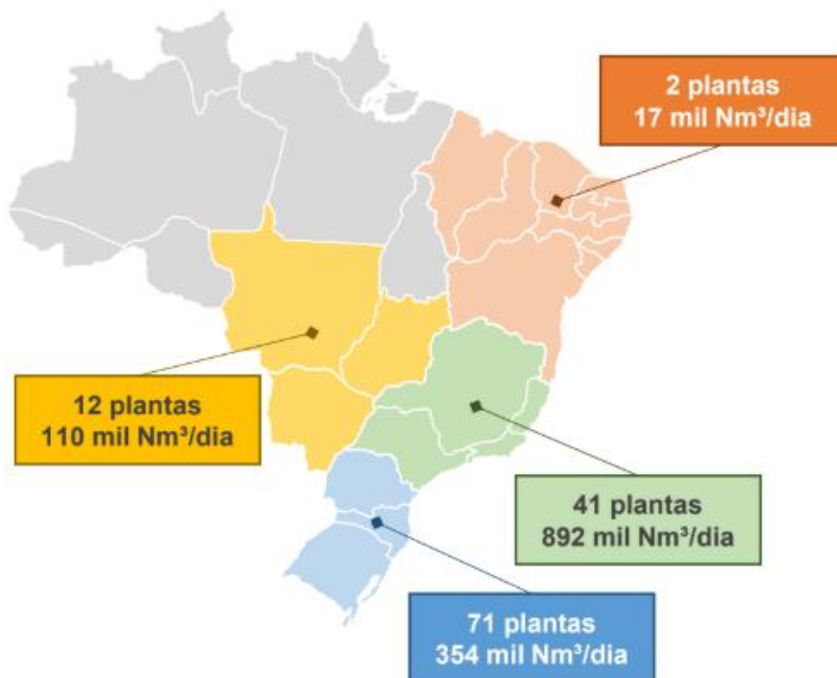 2 plantas
17 mil Nm³/dia
12 plantas
110 mil Nm³/dia
41 plantas
892 mil Nm³/dia
71 plantas
354 mil Nm³/dia